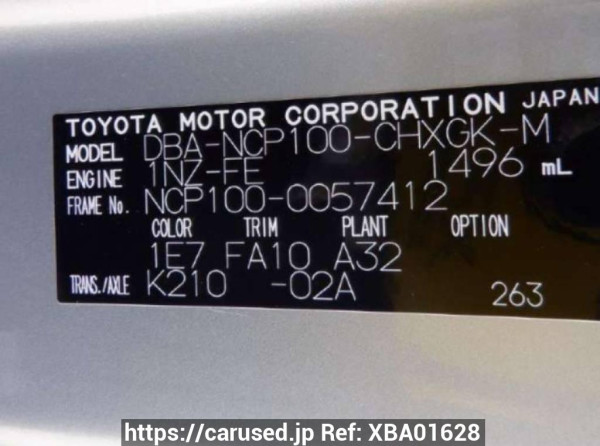 TOYOTA MOTOR CORPORATION JAPAN
MODEL DBA-NCP100-CHXGK-M
ENGINE 1NZ-FE 1496 mL
FRAME No. NCP100-0057412
COLOR TRIM PLANT OPTION
1E7 FA10 A32
TRANS./AXLE K210 -02A 263
https://carused.jp Ref: XBA01628